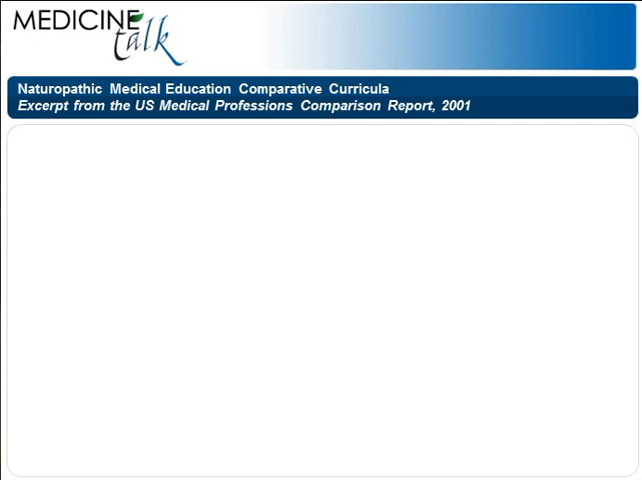 MEDICINE
talk
Naturopathic Medical Education Comparative Curricula
Excerpt from the US Medical Professions Comparison Report, 2001